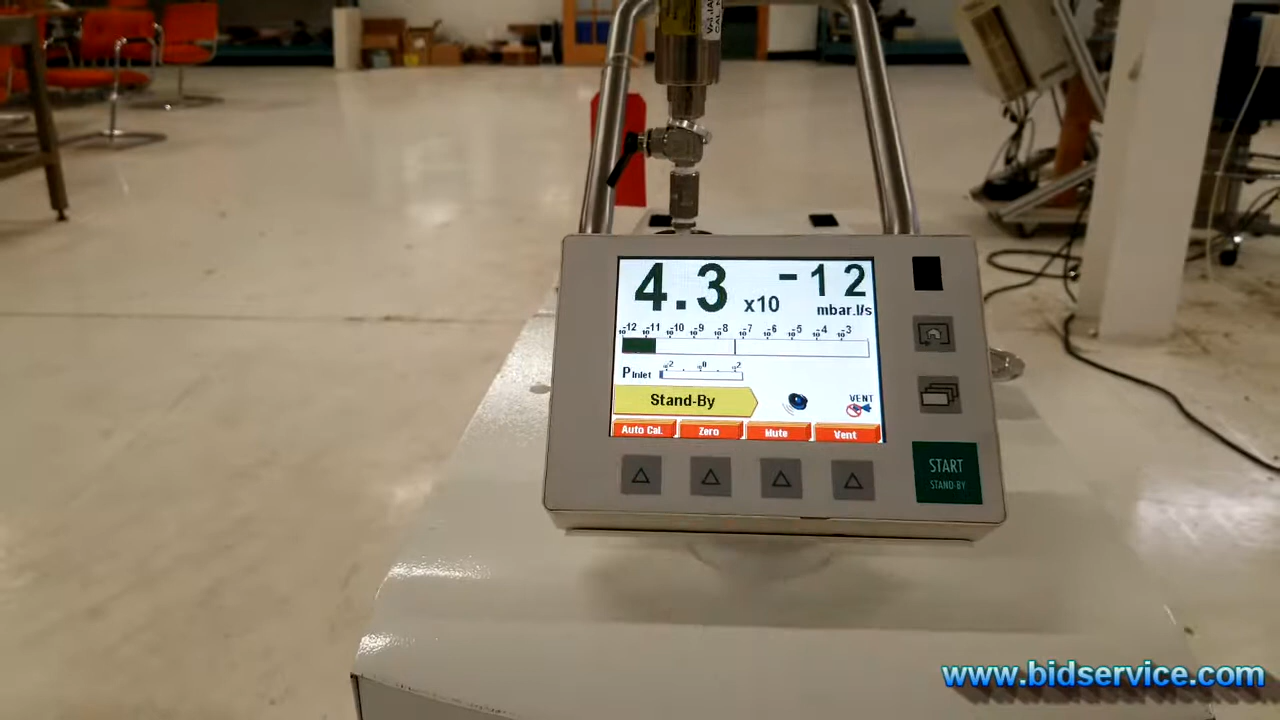 4.3 x10 -12
mbar.l/s
10-12 10-11 10-10 10-9 10-8 10-7 10-6 10-5 10-4 10-3
P Inlet
Stand-By
VENT
Auto Cal. Zero Mute Vent
START
STAND-BY
www.bidservice.com